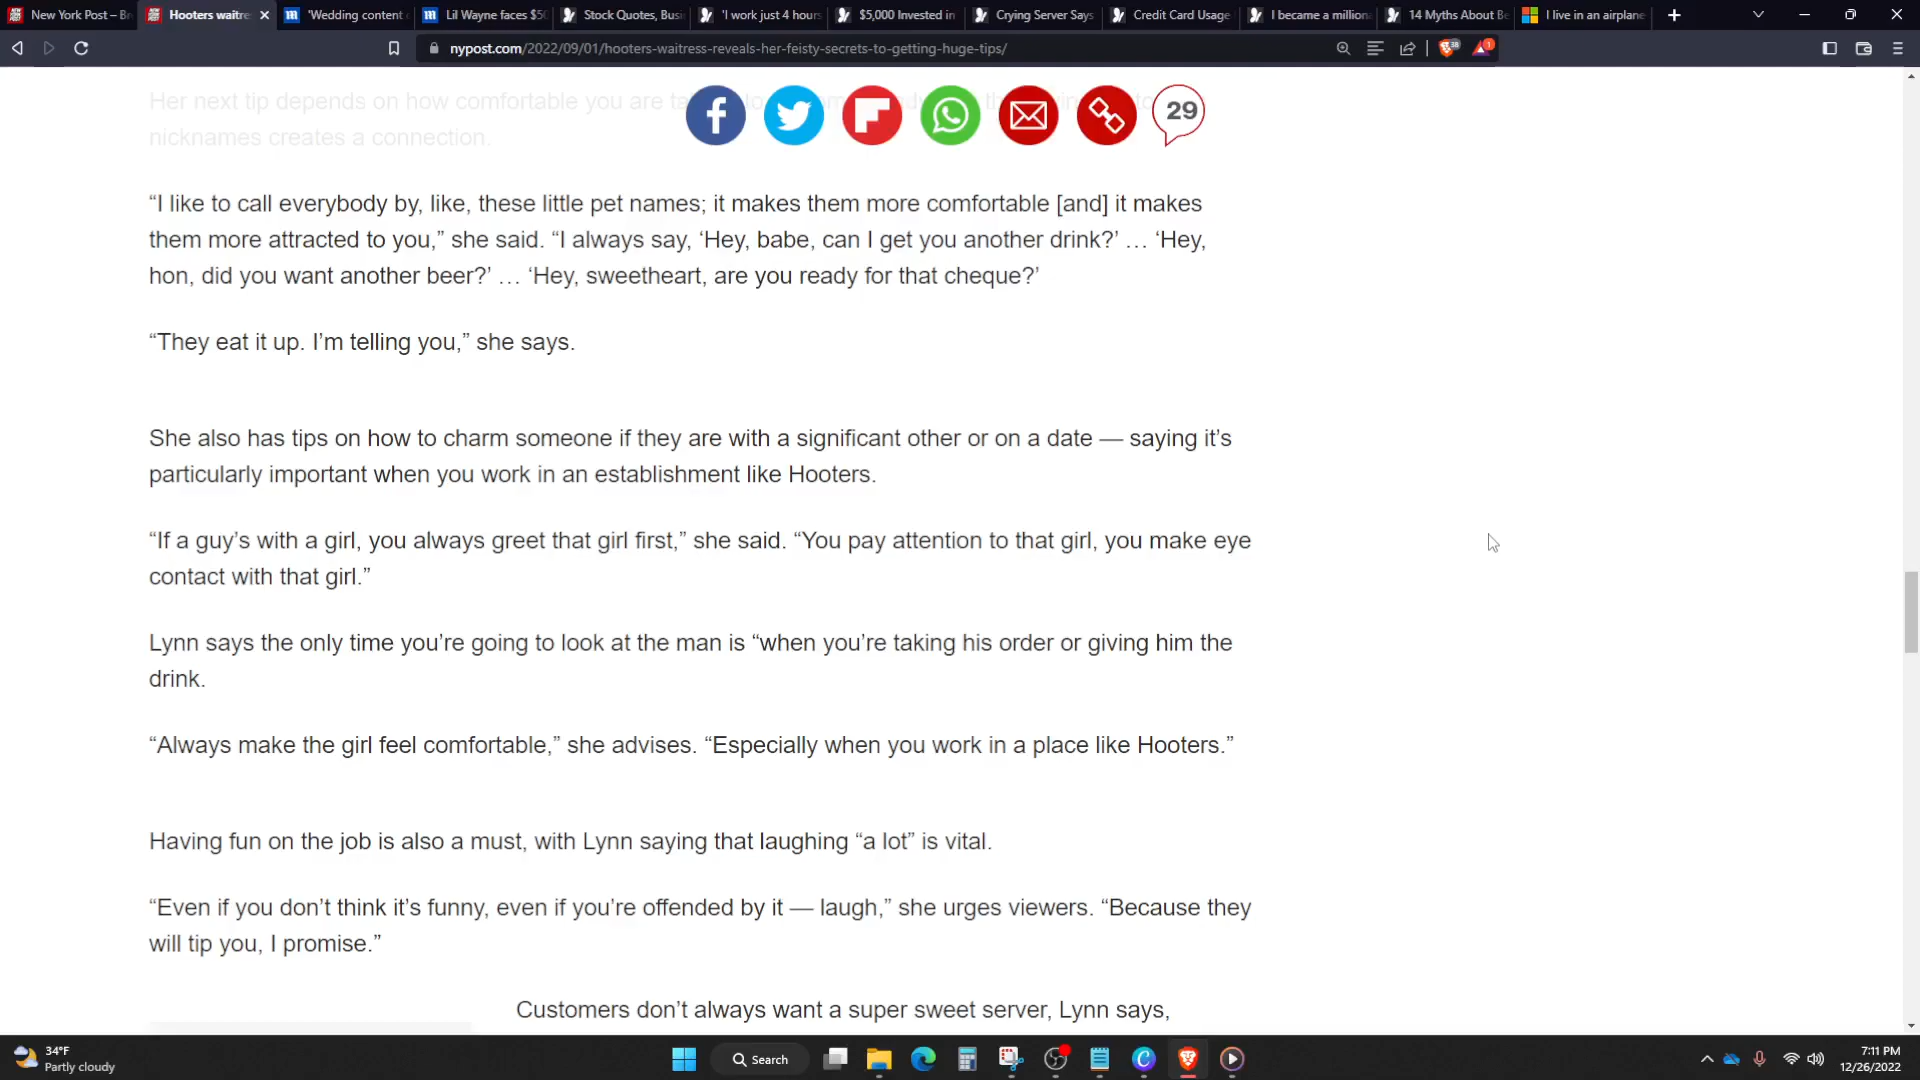 New York Post – Br
Hooters waitre
'Wedding content c
Lil Wayne faces $50
Stock Quotes, Busi
'I work just 4 hours
$5,000 Invested in
Crying Server Says
Credit Card Usage
I became a million
14 Myths About Be
I live in an airplane
nypost.com/2022/09/01/hooters-waitress-reveals-her-feisty-secrets-to-getting-huge-tips/
Her next tip depends on how comfortable you are
nicknames creates a connection.
29
“I like to call everybody by, like, these little pet names; it makes them more comfortable [and] it makes
them more attracted to you,” she said. “I always say, ‘Hey, babe, can I get you another drink?’ … ‘Hey,
hon, did you want another beer?’ … ‘Hey, sweetheart, are you ready for that cheque?’
“They eat it up. I’m telling you,” she says.
She also has tips on how to charm someone if they are with a significant other or on a date — saying it’s
particularly important when you work in an establishment like Hooters.
“If a guy’s with a girl, you always greet that girl first,” she said. “You pay attention to that girl, you make eye
contact with that girl.”
Lynn says the only time you’re going to look at the man is “when you’re taking his order or giving him the
drink.
“Always make the girl feel comfortable,” she advises. “Especially when you work in a place like Hooters.”
Having fun on the job is also a must, with Lynn saying that laughing “a lot” is vital.
“Even if you don’t think it’s funny, even if you’re offended by it — laugh,” she urges viewers. “Because they
will tip you, I promise.”
Customers don’t always want a super sweet server, Lynn says,
34°F
Partly cloudy
Search
7:11 PM
12/26/2022